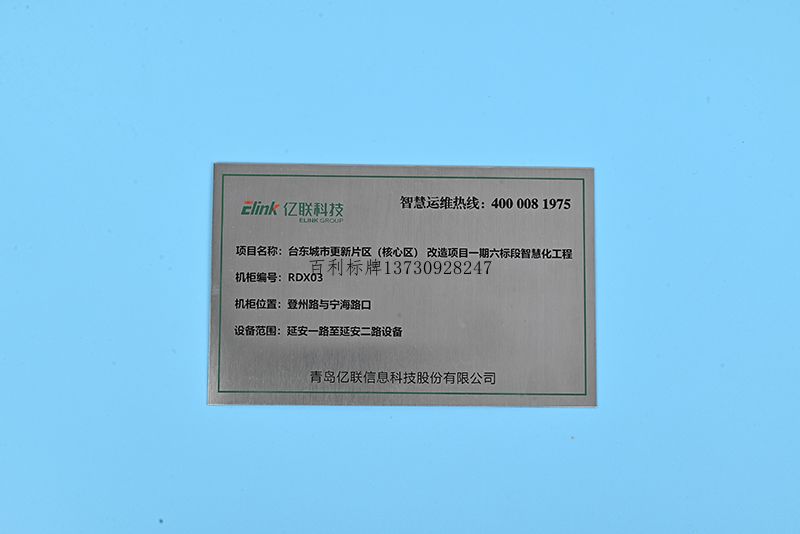 Elink 亿联科技
ELINK GROUP
智慧运维热线：400 008 1975
项目名称：台东城市更新片区（核心区） 改造项目一期六标段智慧化工程
百利标牌13730928247
机柜编号：RDX03
机柜位置：登州路与宁海路口
设备范围：延安一路至延安二路设备
青岛亿联信息科技股份有限公司